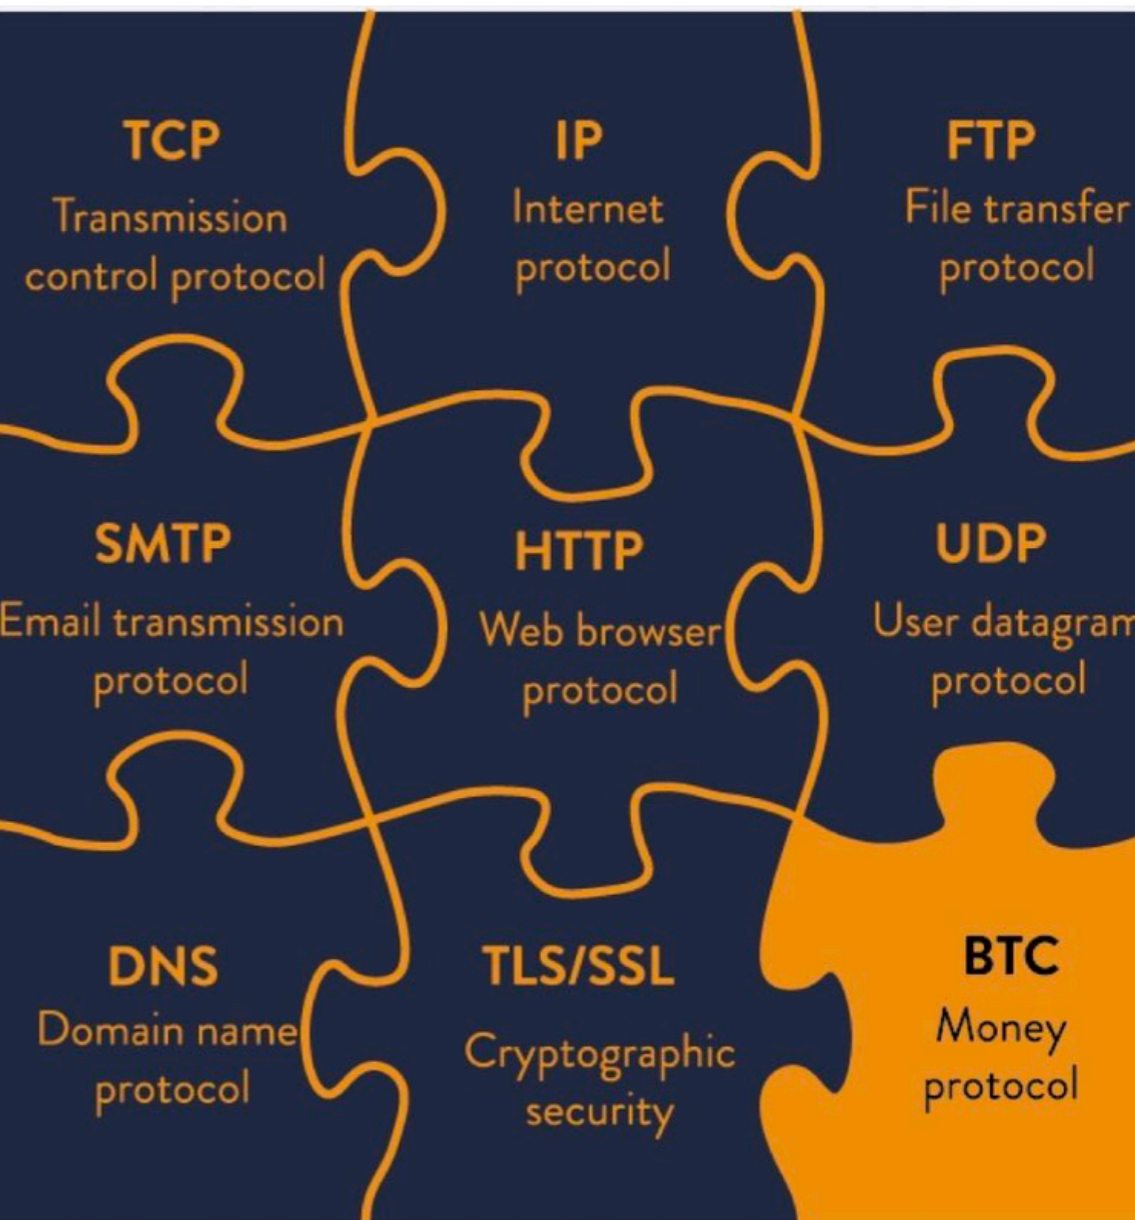 TCP
Transmission
control protocol
IP
Internet
protocol
FTP
File transfer
protocol
SMTP
Email transmission
protocol
HTTP
Web browser
protocol
UDP
User datagram
protocol
DNS
Domain name
protocol
TLS/SSL
Cryptographic
security
BTC
Money
protocol